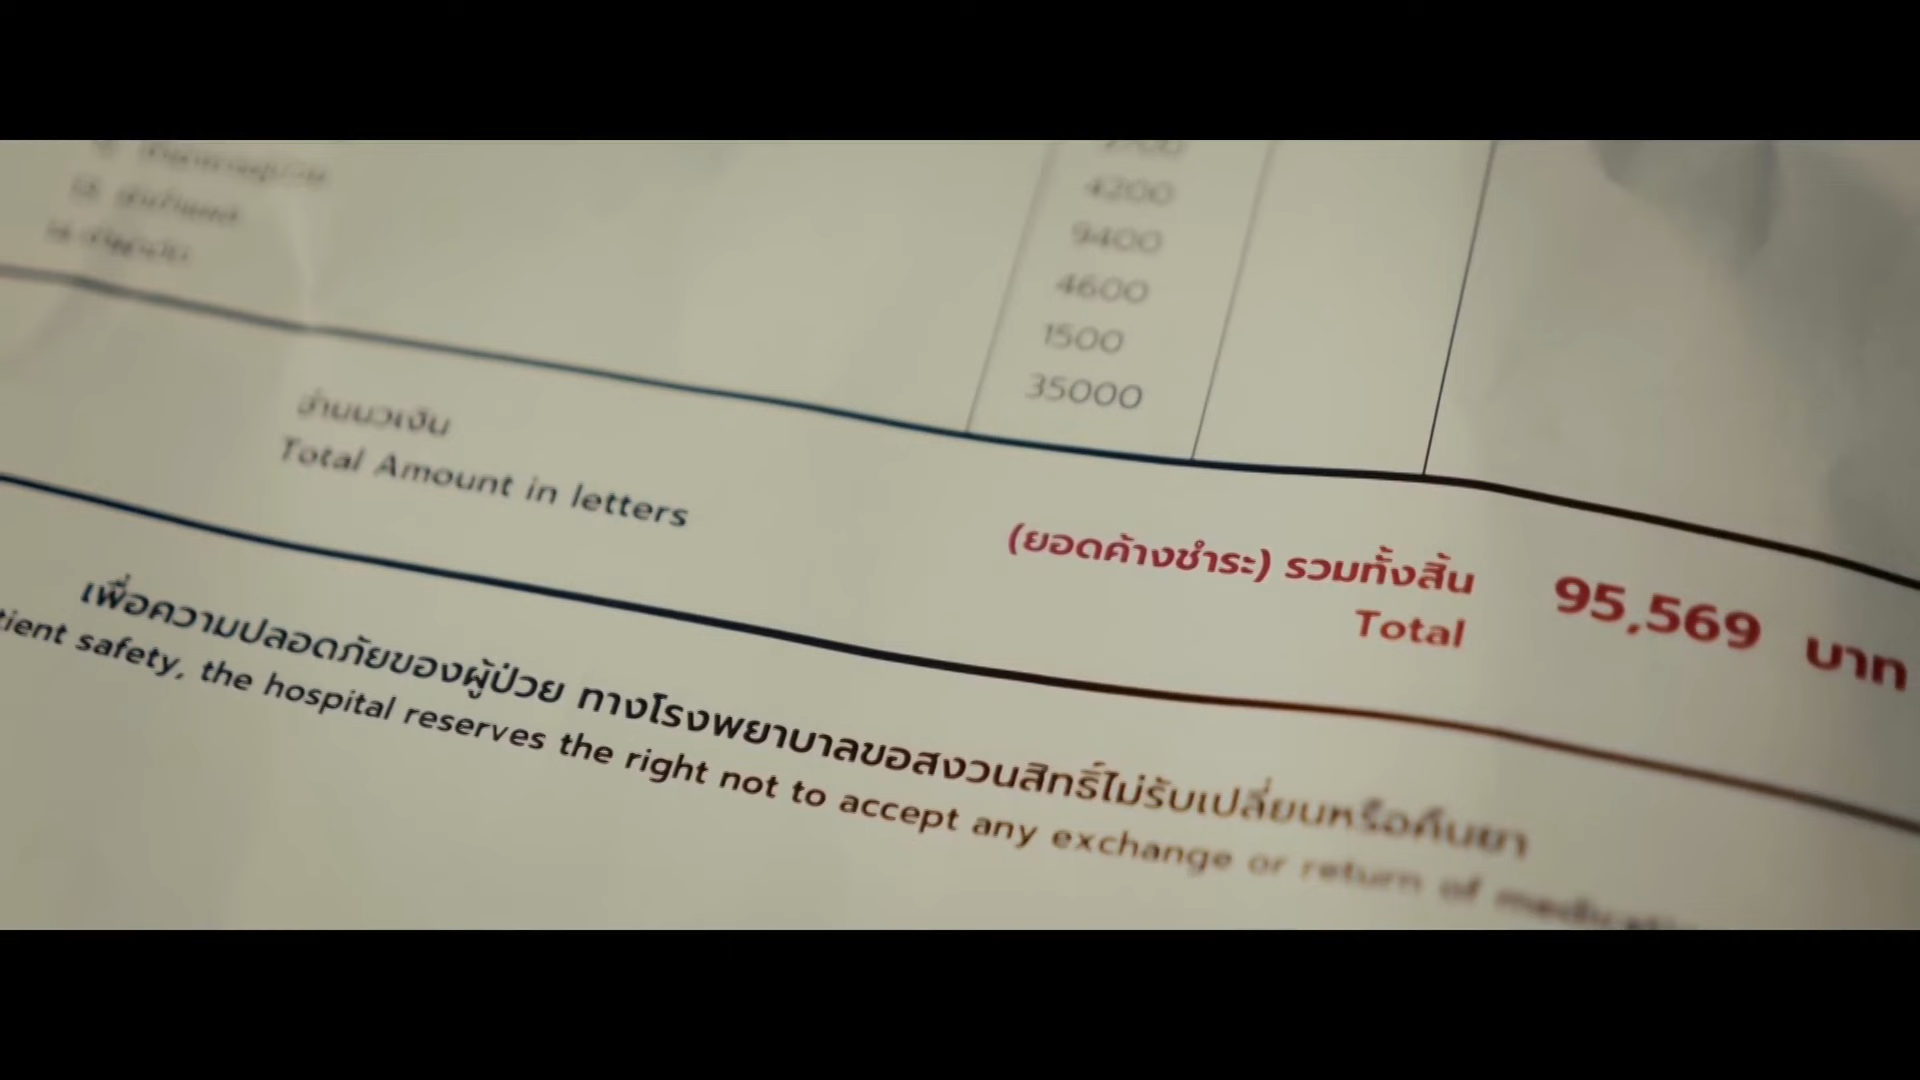 4200
9400
4600
1500
35000
จำนวนเงิน
Total Amount in letters
(ยอดค้างชำระ) รวมทั้งสิ้น
Total
95,569 บาท
เพื่อความปลอดภัยของผู้ป่วย ทางโรงพยาบาลขอสงวนสิทธิ์ไม่รับเปลี่ยนหรือคืนยา
tient safety, the hospital reserves the right not to accept any exchange or return of